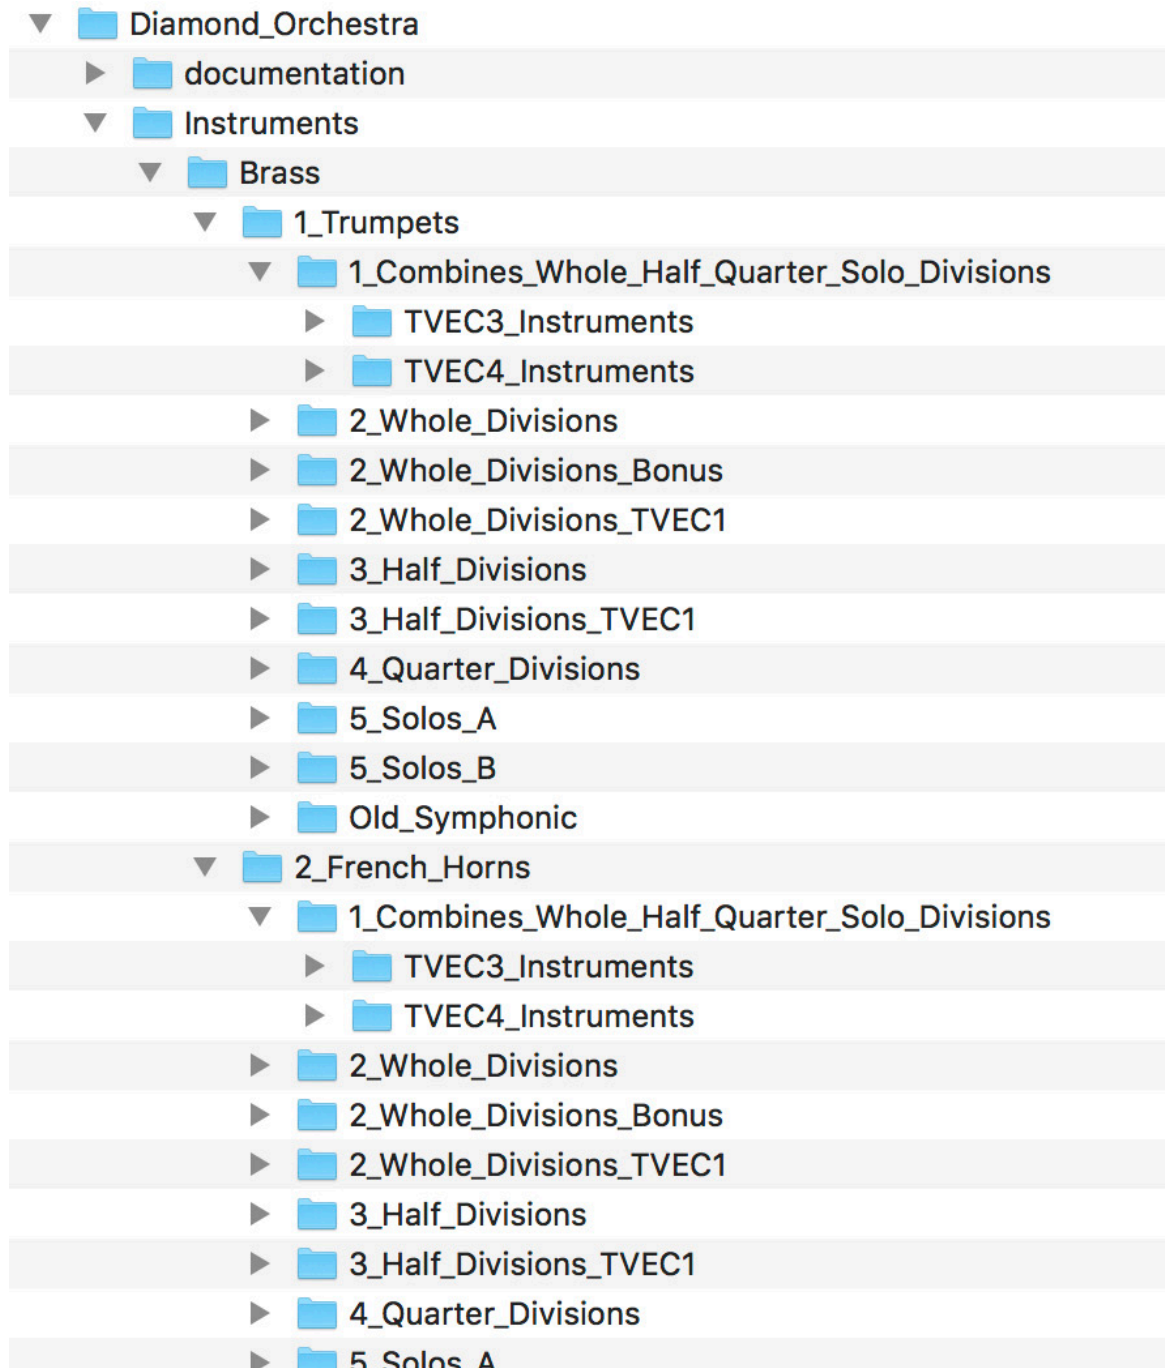 Diamond_Orchestra
documentation
Instruments
Brass
1_Trumpets
1_Combines_Whole_Half_Quarter_Solo_Divisions
TVEC3_Instruments
TVEC4_Instruments
2_Whole_Divisions
2_Whole_Divisions_Bonus
2_Whole_Divisions_TVEC1
3_Half_Divisions
3_Half_Divisions_TVEC1
4_Quarter_Divisions
5_Solos_A
5_Solos_B
Old_Symphonic
2_French_Horns
1_Combines_Whole_Half_Quarter_Solo_Divisions
TVEC3_Instruments
TVEC4_Instruments
2_Whole_Divisions
2_Whole_Divisions_Bonus
2_Whole_Divisions_TVEC1
3_Half_Divisions
3_Half_Divisions_TVEC1
4_Quarter_Divisions
5_Solos_A